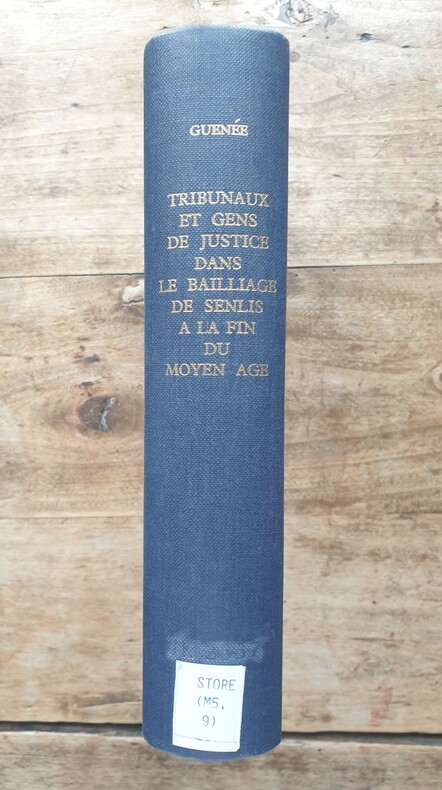 GUENÉE
TRIBUNAUX
ET GENS
DE JUSTICE
DANS
LE BAILLIAGE
DE SENLIS
A LA FIN
DU
MOYEN AGE
STORE
(M5,
9)